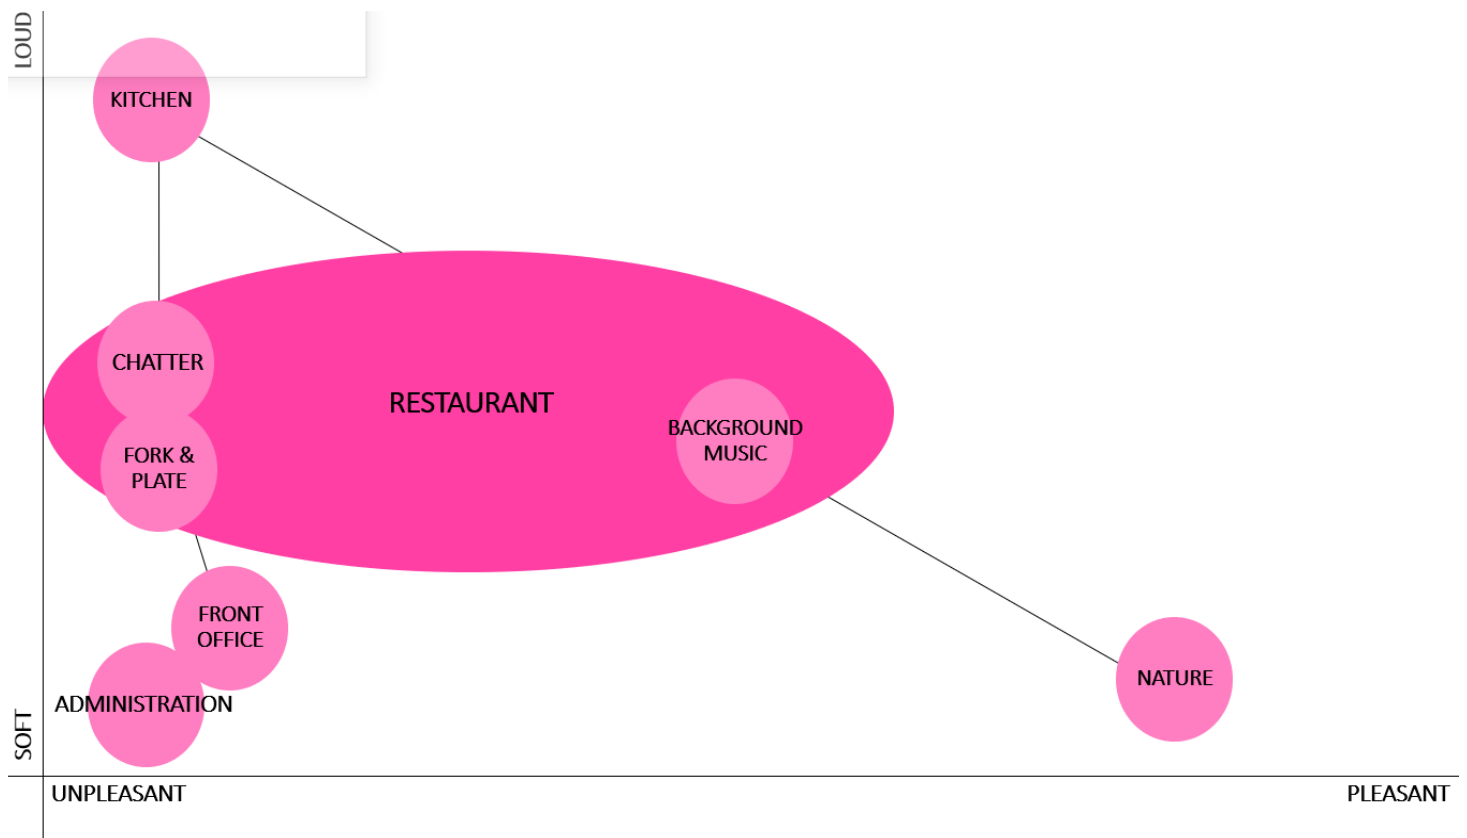 LOUD
KITCHEN
CHATTER
RESTAURANT
BACKGROUND
MUSIC
FORK &
PLATE
FRONT
OFFICE
NATURE
ADMINISTRATION
SOFT
UNPLEASANT
PLEASANT